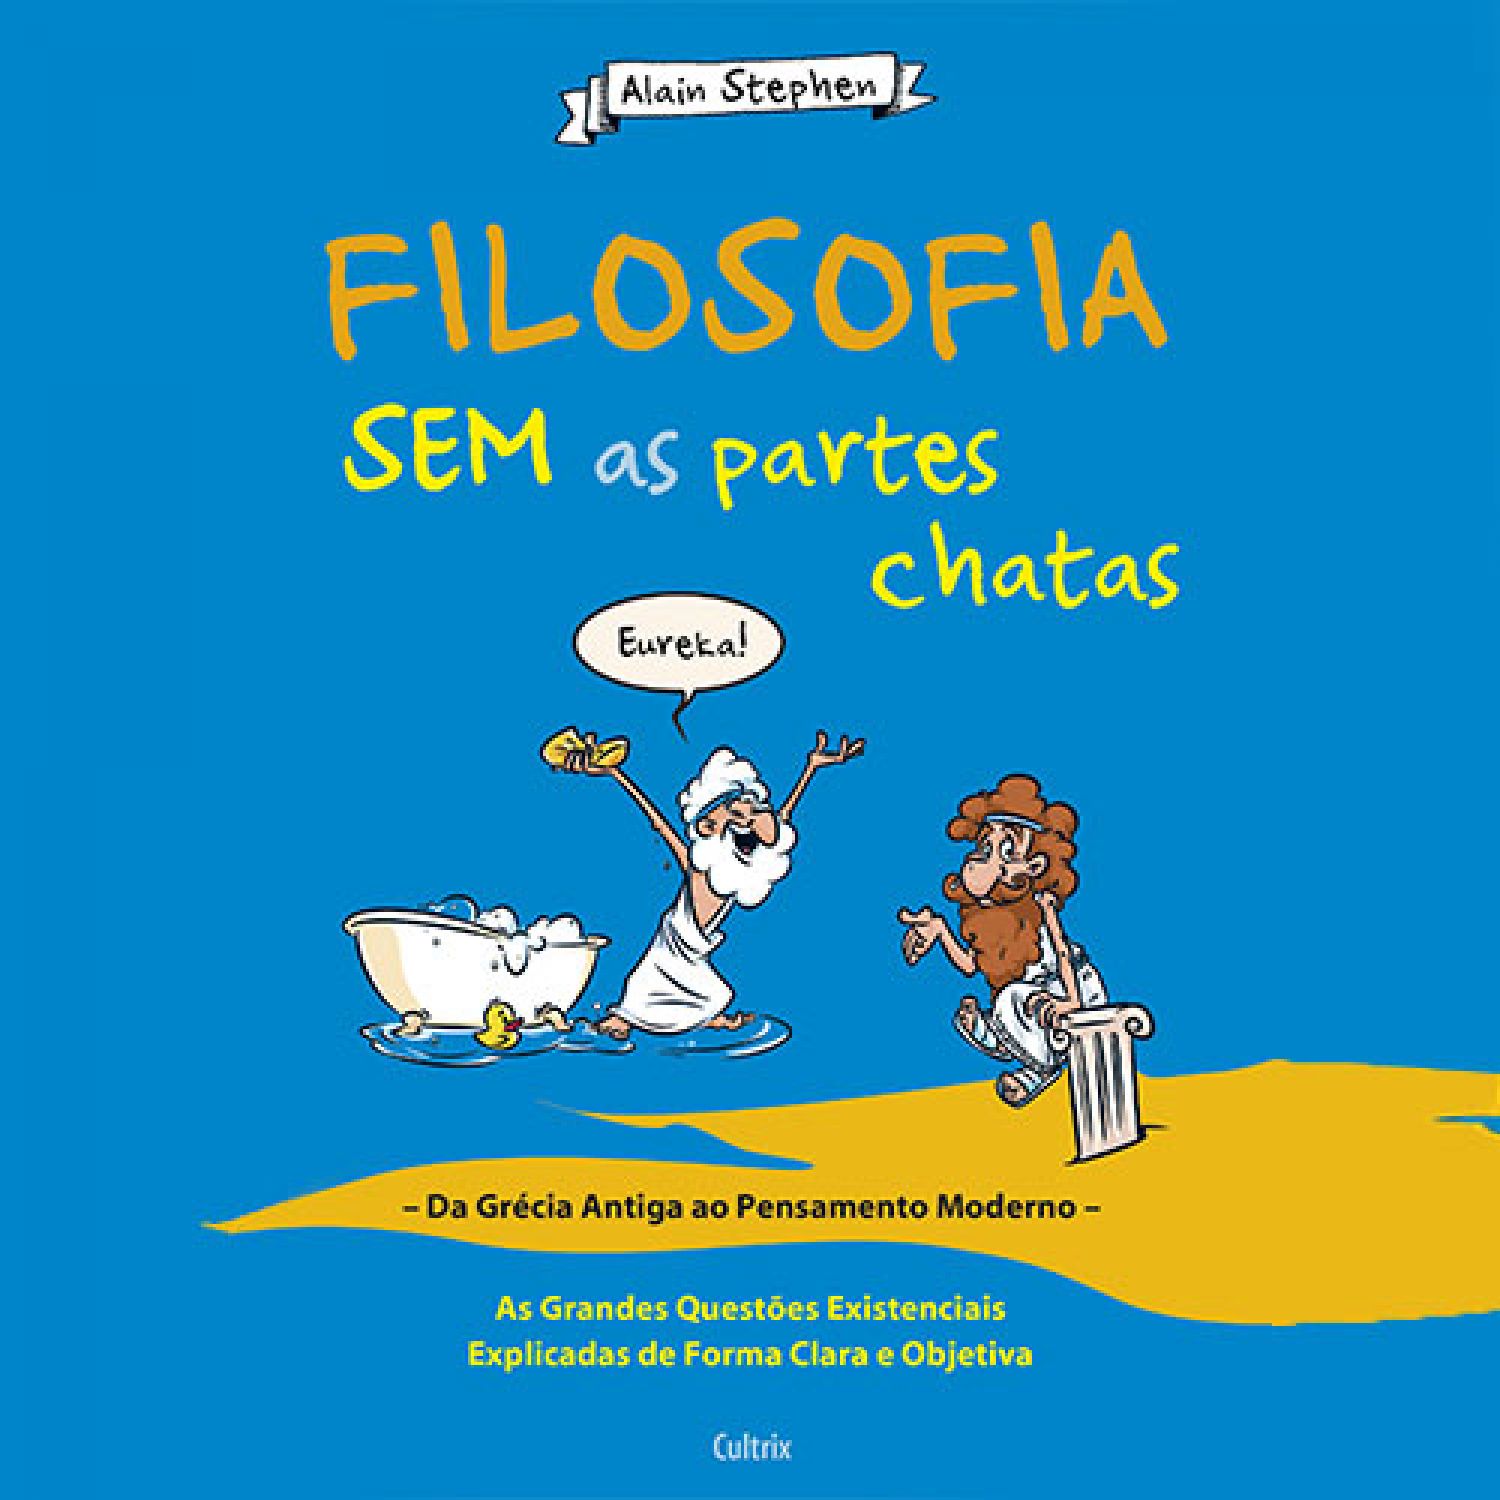 Alain Stephen
FILOSOFIA
SEM as partes
chatas
Eureka!
– Da Grécia Antiga ao Pensamento Moderno –
As Grandes Questões Existenciais
Explicadas de Forma Clara e Objetiva
Cultrix